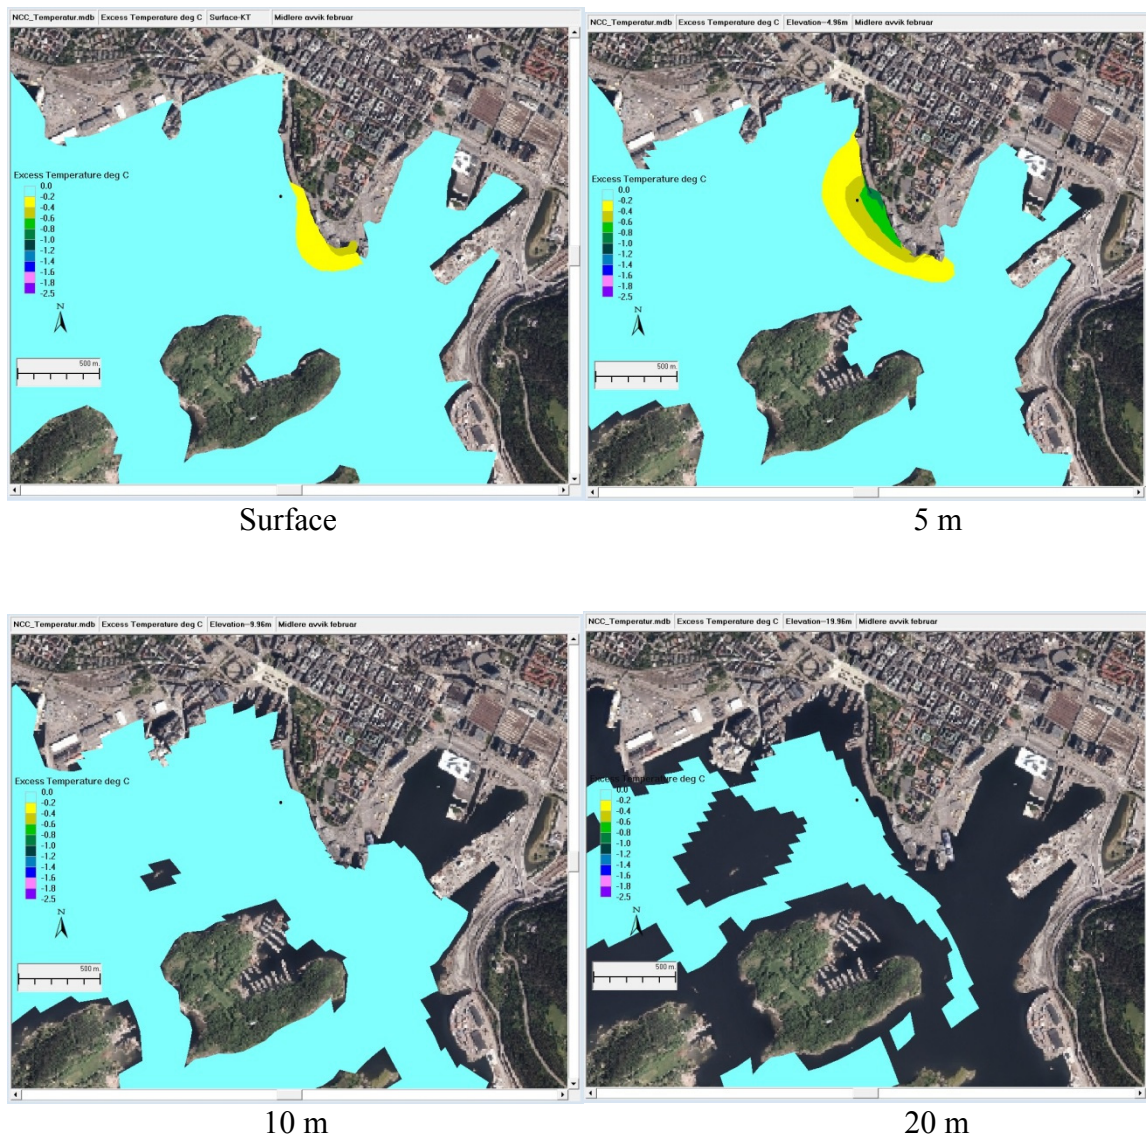 NCC_Temperatur.mdb Excess Temperature deg C Surface-KT Midlere avvik februar
Excess Temperature deg C
0.0
-0.2
-0.4
-0.6
-0.8
-1.0
-1.2
-1.4
-1.6
-1.8
-2.5
N
500 m.
Surface
NCC_Temperatur.mdb Excess Temperature deg C Elevation--4.96m Midlere avvik februar
Excess Temperature deg C
0.0
-0.2
-0.4
-0.6
-0.8
-1.0
-1.2
-1.4
-1.6
-1.8
-2.5
N
500 m.
5 m
NCC_Temperatur.mdb Excess Temperature deg C Elevation--9.96m Midlere avvik februar
Excess Temperature deg C
0.0
-0.2
-0.4
-0.6
-0.8
-1.0
-1.2
-1.4
-1.6
-1.8
-2.5
N
500 m.
10 m
NCC_Temperatur.mdb Excess Temperature deg C Elevation--19.96m Midlere avvik februar
Excess Temperature deg C
0.0
-0.2
-0.4
-0.6
-0.8
-1.0
-1.2
-1.4
-1.6
-1.8
-2.5
N
500 m.
20 m